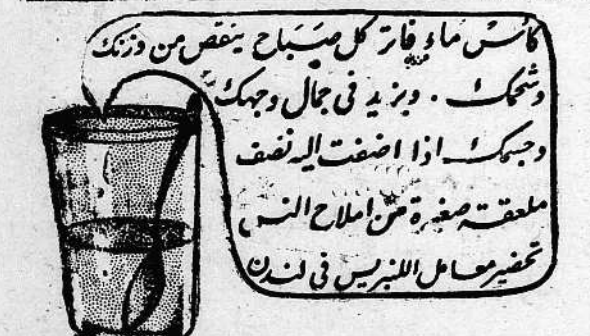 كأس ماء فاتر كل صباح ينقص من وزنك
وشحمك . ويزيد في جمال وجهك
وجسمك اذا اضفت اليه نصف
ملعقة صغيرة من املاح النس
تحضير معامل اللنبريس في لندن